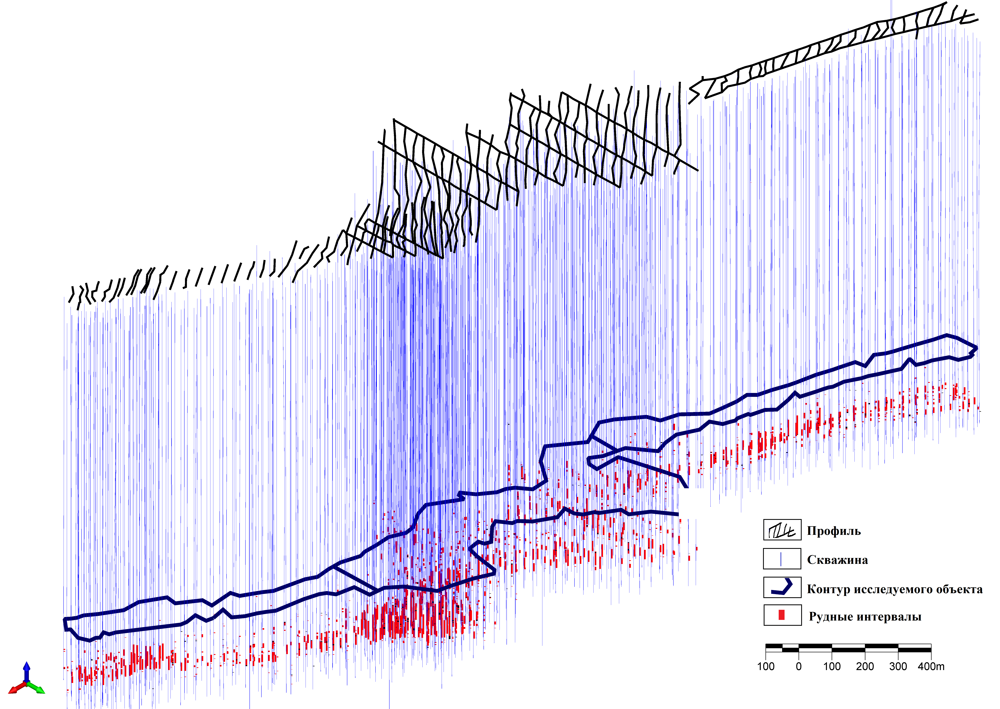 Профиль
Скважина
Контур исследуемого объекта
Рудные интервалы
100 0 100 200 300 400m